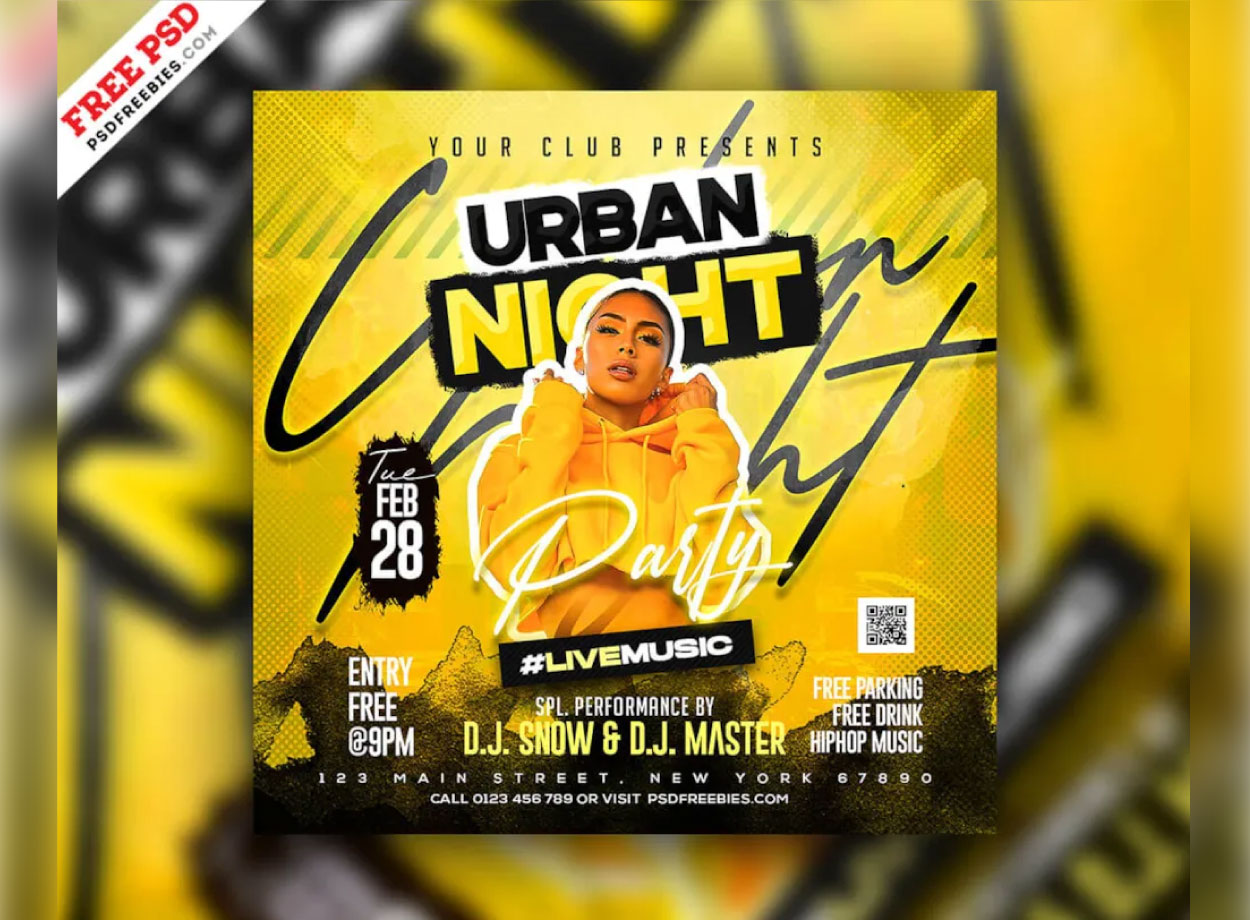 FREE PSD
PSDFREEBIES.COM
YOUR CLUB PRESENTS
URBAN
NIGHT
Tue
FEB
28
Party
#LIVEMUSIC
ENTRY
FREE
@9PM
SPL. PERFORMANCE BY
D.J. SNOW & D.J. MASTER
FREE PARKING
FREE DRINK
HIPHOP MUSIC
123 MAIN STREET, NEW YORK 67890
CALL 0123 456 789 OR VISIT PSDFREEBIES.COM